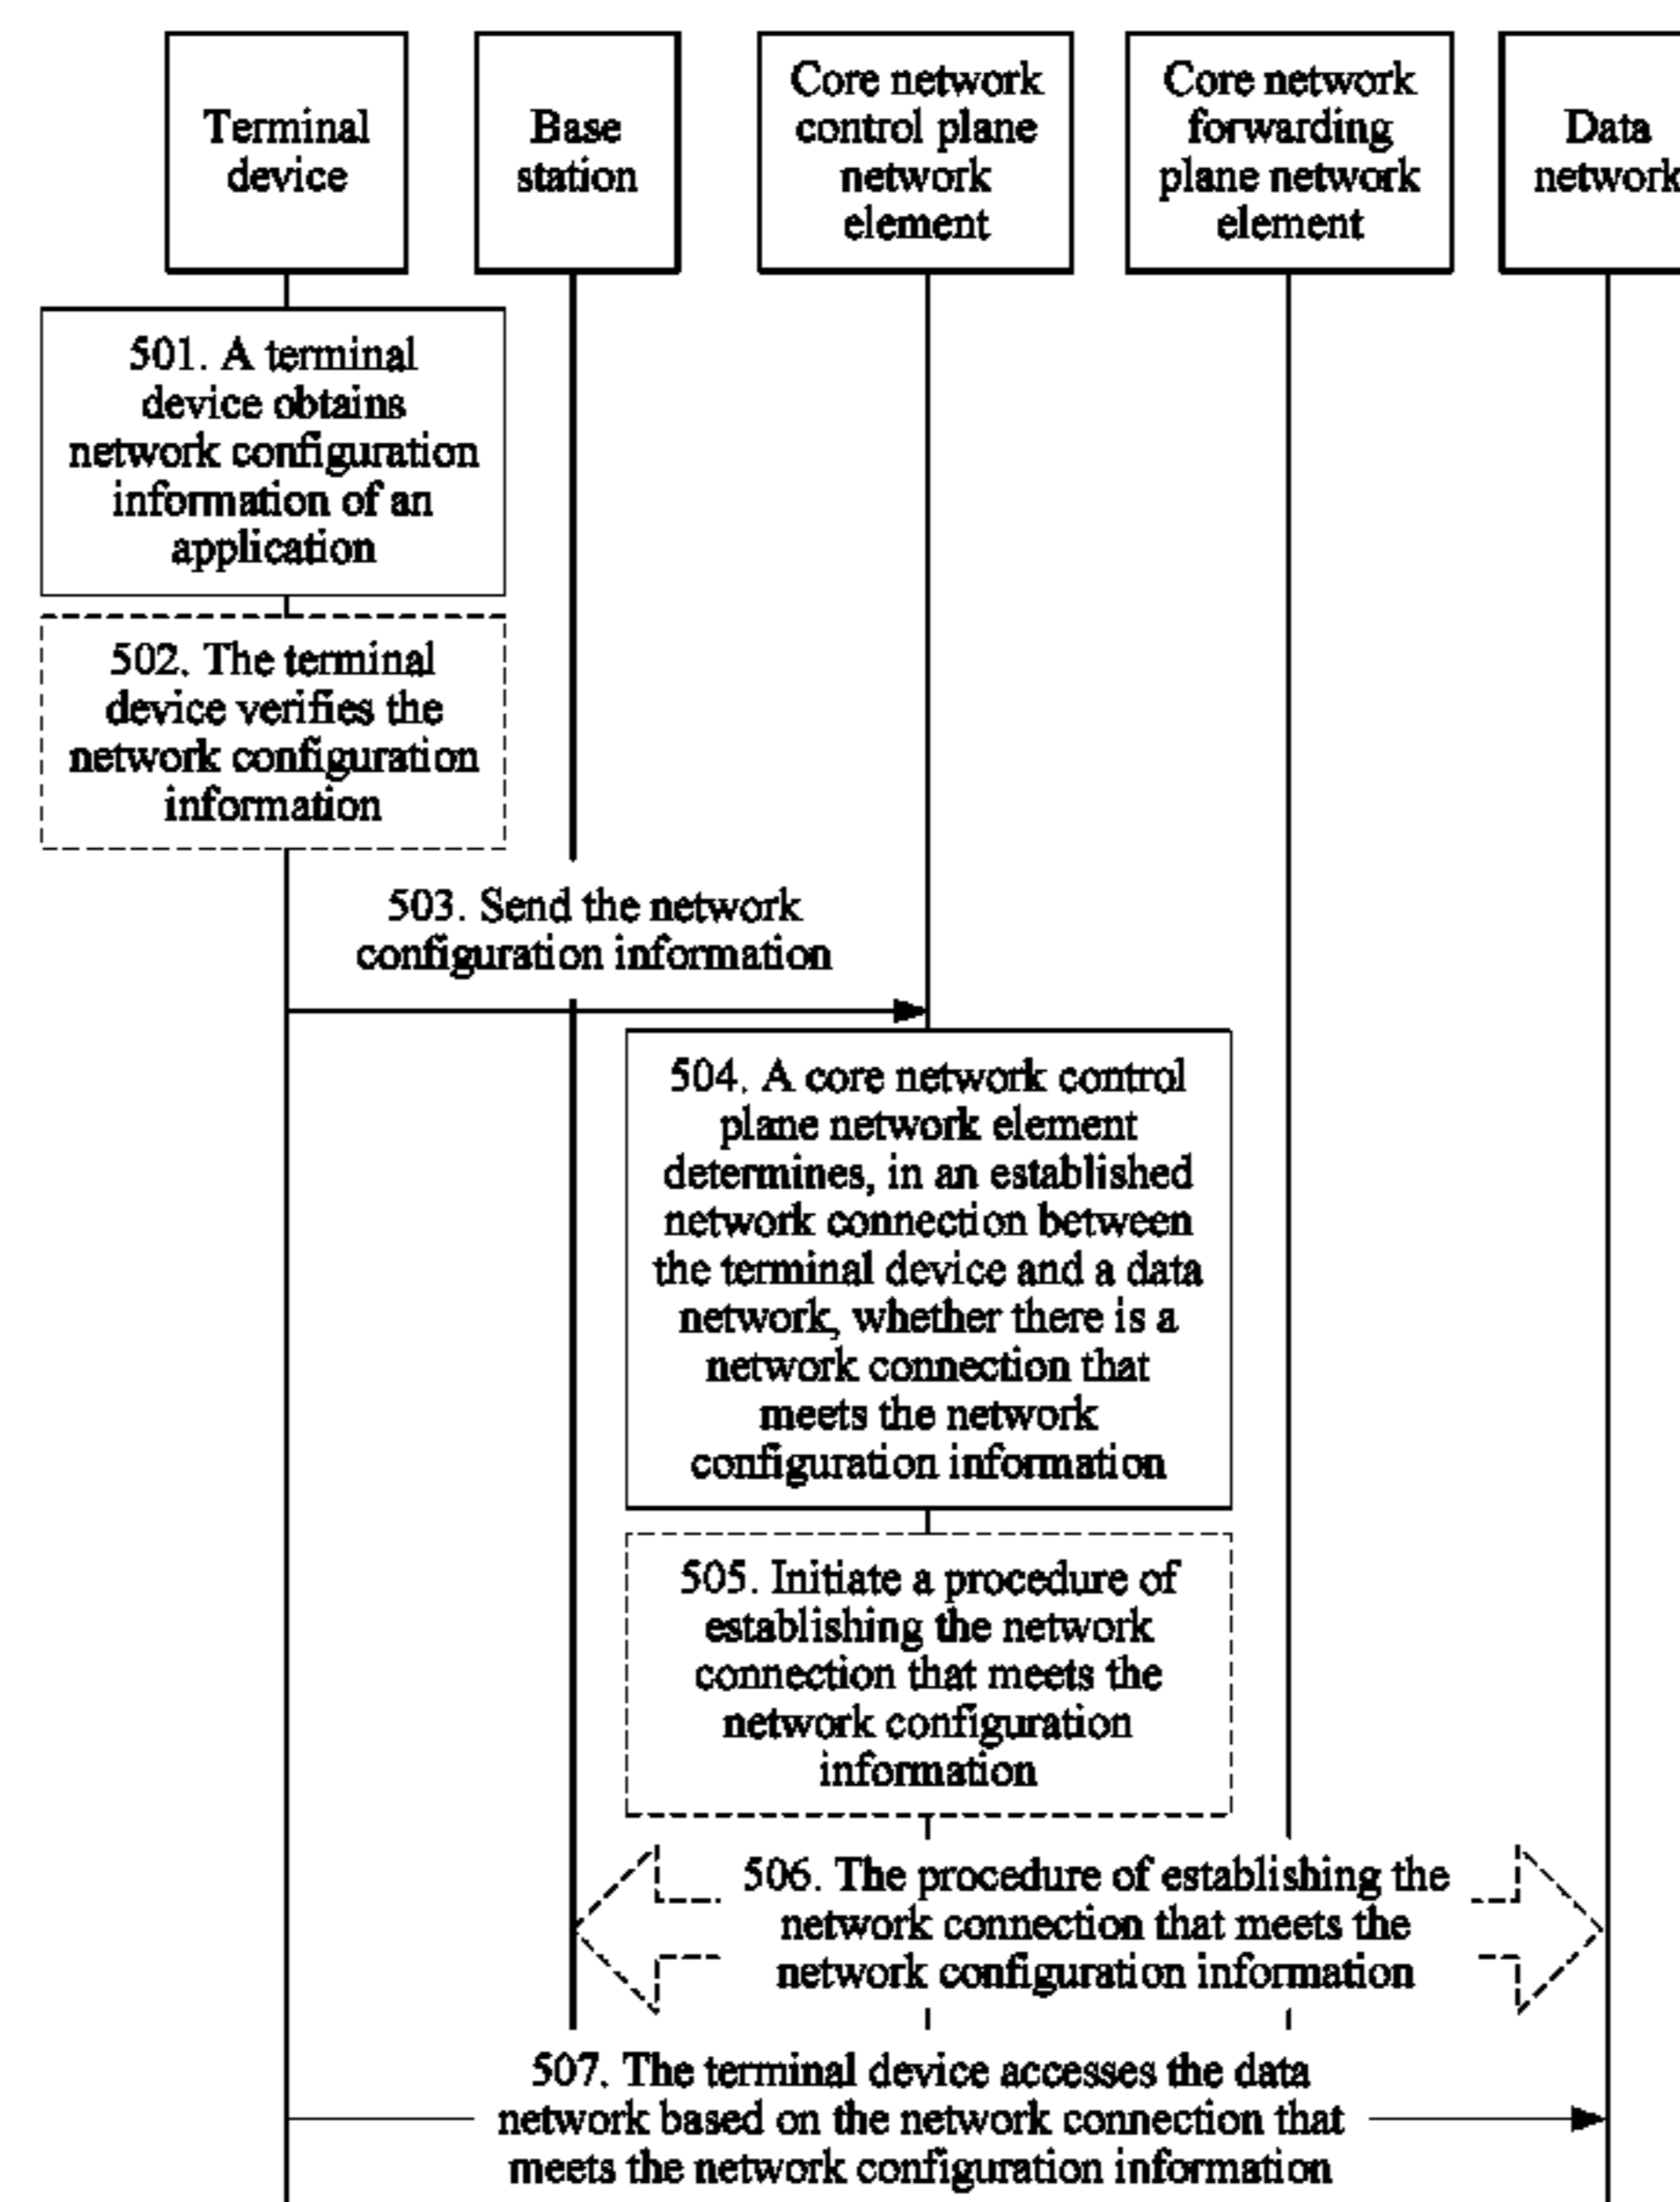 Terminal
device
Base
station
Core network
control plane
network
element
Core network
forwarding
plane network
element
Data
network
501. A terminal
device obtains
network configuration
information of an
application
502. The terminal
device verifies the
network configuration
information
503. Send the network
configuration information
504. A core network control
plane network element
determines, in an established
network connection between
the terminal device and a data
network, whether there is a
network connection that
meets the network
configuration information
505. Initiate a procedure of
establishing the network
connection that meets the
network configuration
information
506. The procedure of establishing the
network connection that meets the
network configuration information
507. The terminal device accesses the data
network based on the network connection that
meets the network configuration information